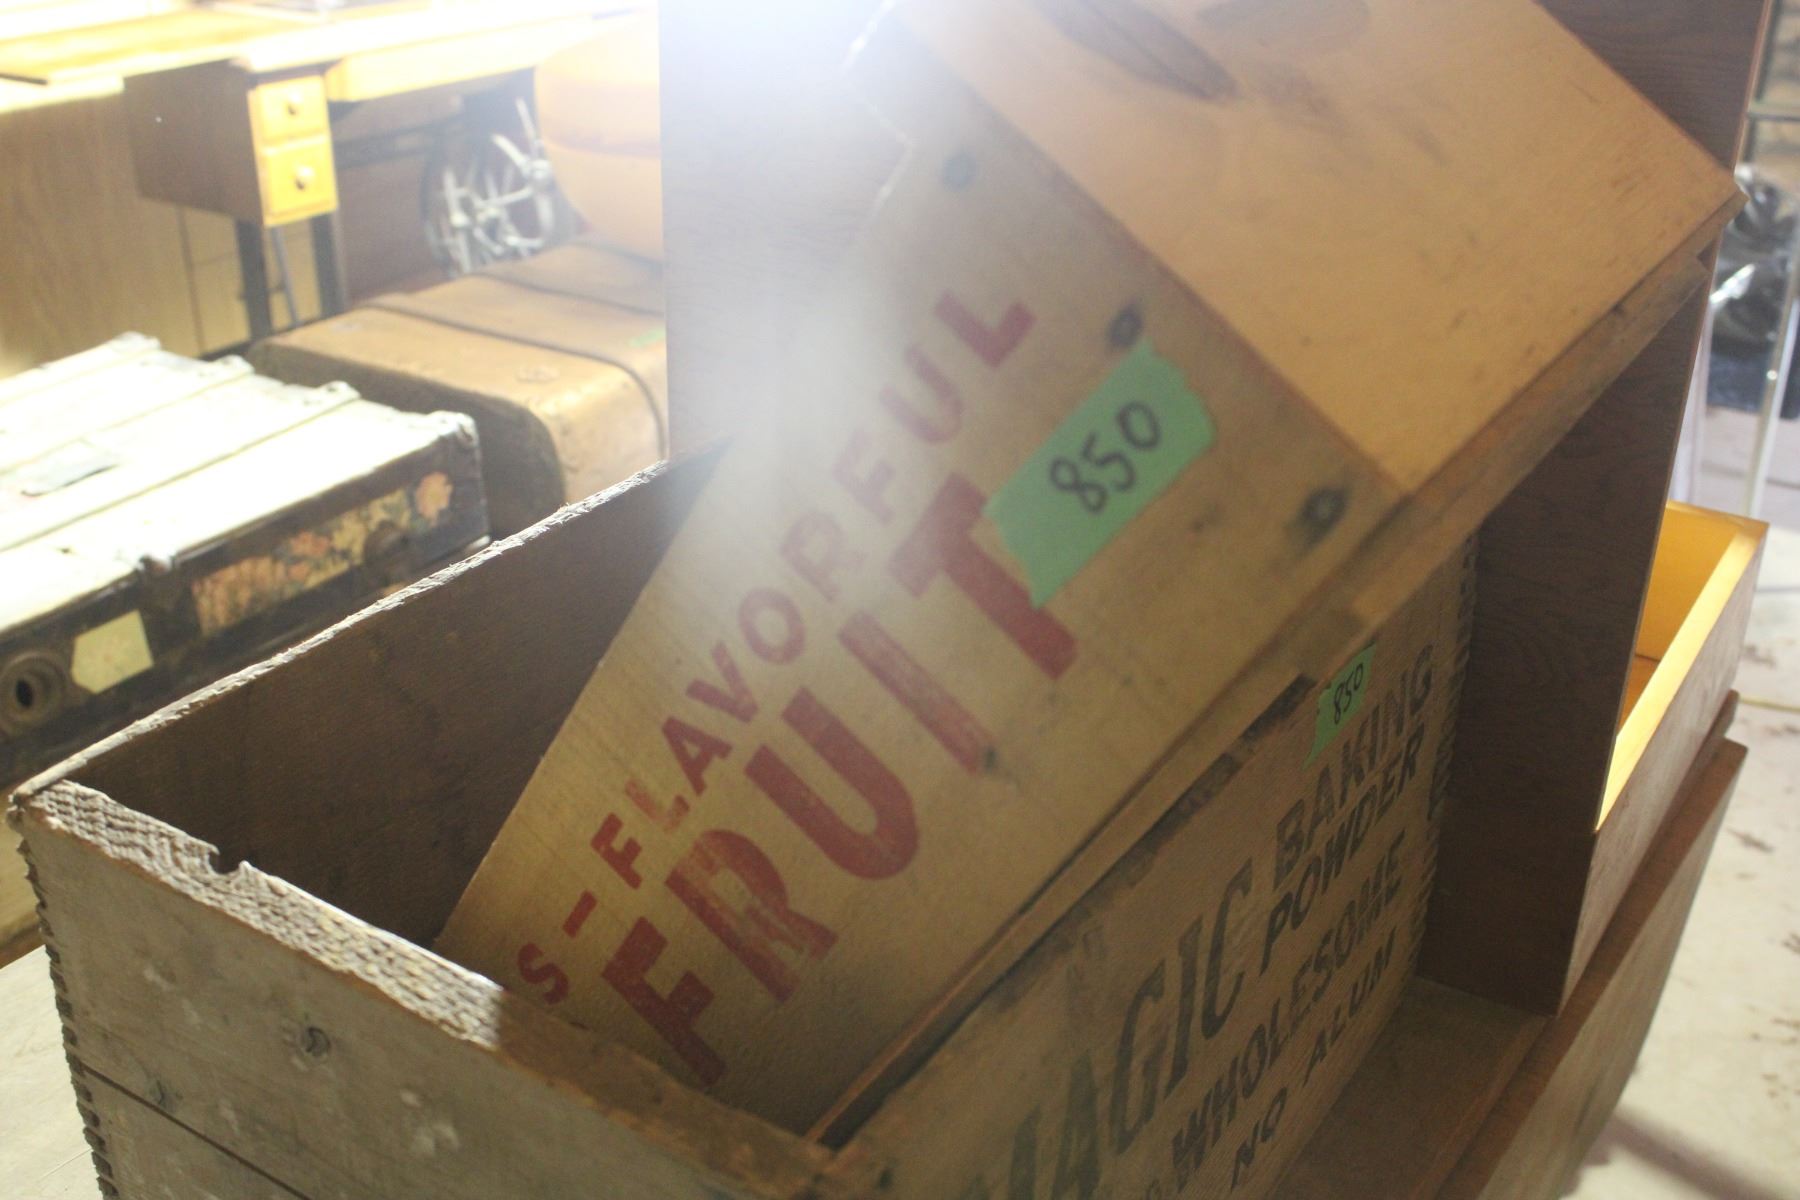 S-FLAVORFUL
FRUIT
850
850
MAGIC BAKING
POWDER
WHOLESOME
NO ALUM